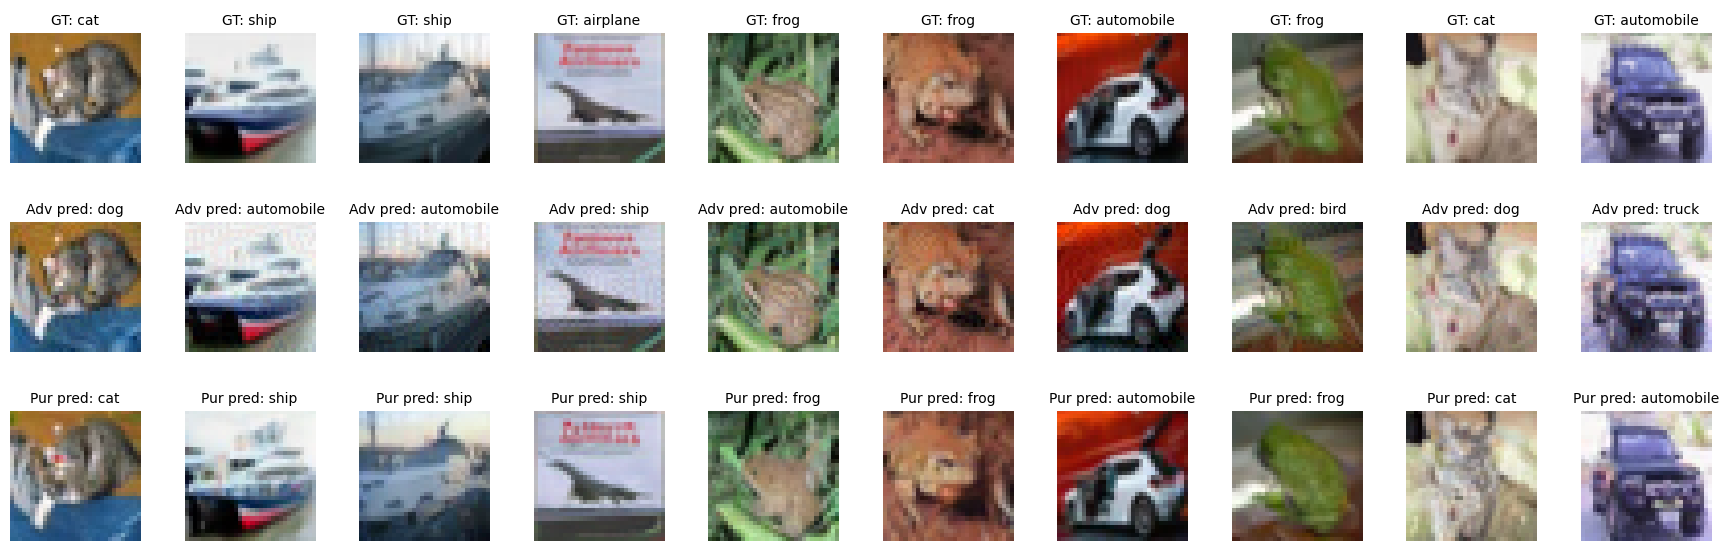 GT: cat GT: ship GT: ship GT: airplane GT: frog GT: frog GT: automobile GT: frog GT: cat GT: automobile
Adv pred: dog Adv pred: automobile Adv pred: automobile Adv pred: ship Adv pred: automobile Adv pred: cat Adv pred: dog Adv pred: bird Adv pred: dog Adv pred: truck
Pur pred: cat Pur pred: ship Pur pred: ship Pur pred: ship Pur pred: frog Pur pred: frog Pur pred: automobile Pur pred: frog Pur pred: cat Pur pred: automobile